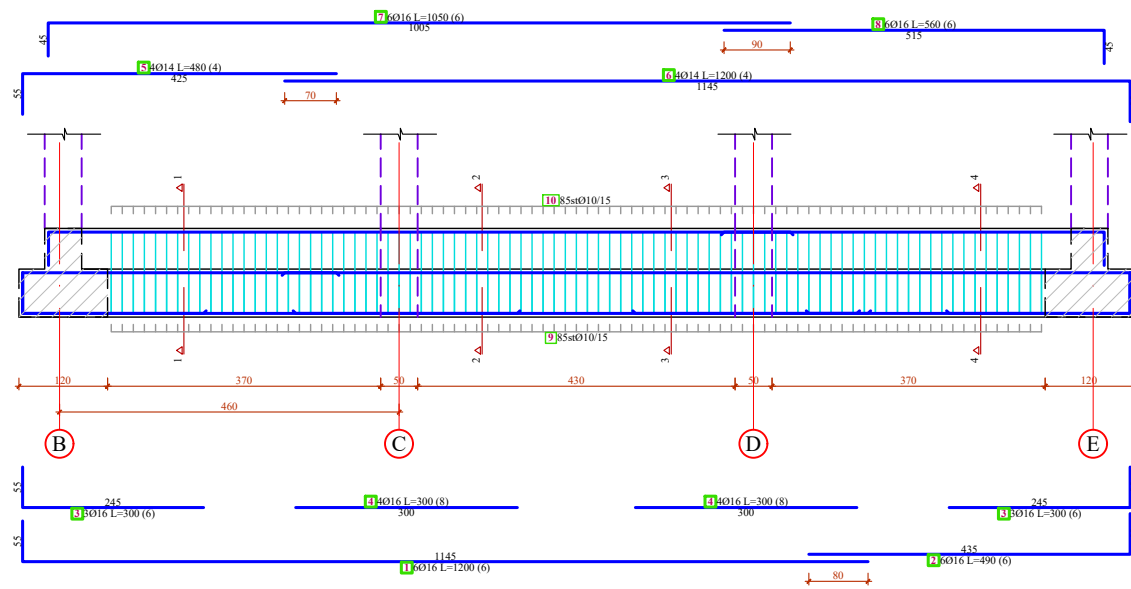 7 6Ø16 L=1050 (6)
1005
8 6Ø16 L=560 (6)
515
45
45
90
5 4Ø14 L=480 (4)
425
6 4Ø14 L=1200 (4)
1145
55
70
1
2
3
4
10 85stØ10/15
9 85stØ10/15
1
2
3
4
120
370
50
430
50
370
120
460
B
C
D
E
55
245
3 3Ø16 L=300 (6)
4 4Ø16 L=300 (8)
300
4 4Ø16 L=300 (8)
300
245
3 3Ø16 L=300 (6)
55
1145
1 6Ø16 L=1200 (6)
435
2 6Ø16 L=490 (6)
80